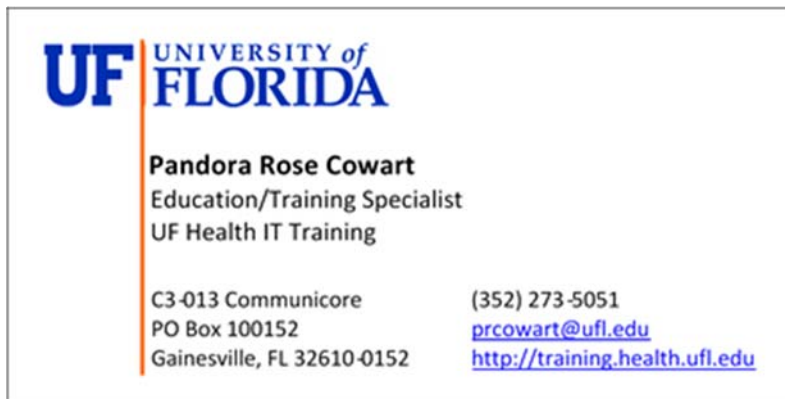 UF UNIVERSITY of
FLORIDA
Pandora Rose Cowart
Education/Training Specialist
UF Health IT Training
C3-013 Communicore
PO Box 100152
Gainesville, FL 32610-0152
(352) 273-5051
prcowart@ufl.edu
http://training.health.ufl.edu